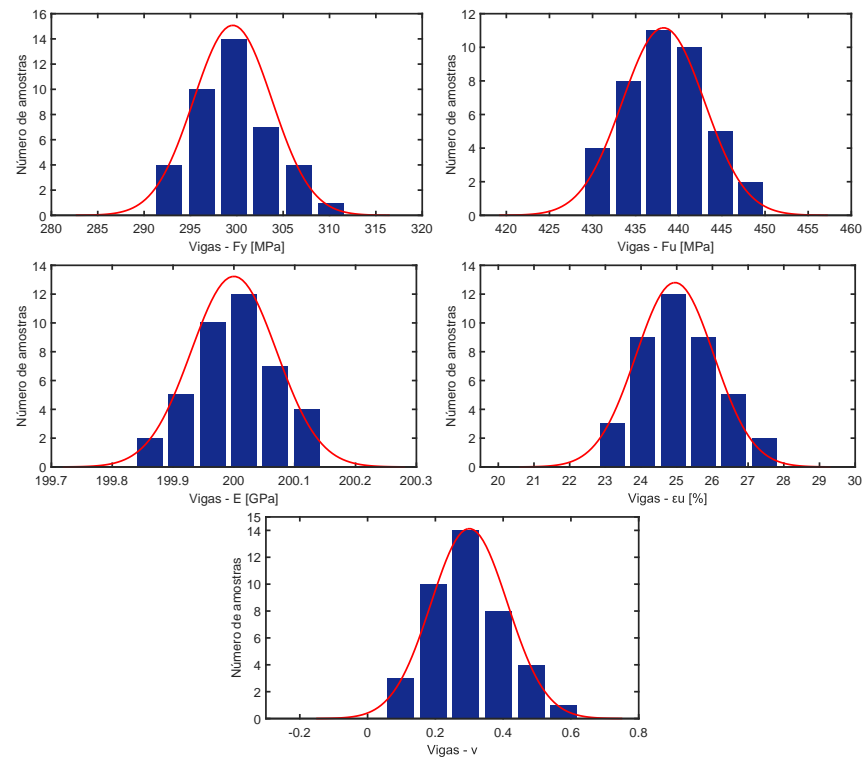 16
14
12
10
8
6
4
2
0
Número de amostras
280 285 290 295 300 305 310 315 320
Vigas - Fy [MPa]
12
10
8
6
4
2
0
Número de amostras
420 425 430 435 440 445 450 455 460
Vigas - Fu [MPa]
14
12
10
8
6
4
2
0
Número de amostras
199.7 199.8 199.9 200 200.1 200.2 200.3
Vigas - E [GPa]
14
12
10
8
6
4
2
0
Número de amostras
20 21 22 23 24 25 26 27 28 29 30
Vigas - εu [%]
15
14
12
10
8
6
4
2
0
Número de amostras
-0.2 0 0.2 0.4 0.6 0.8
Vigas - ν